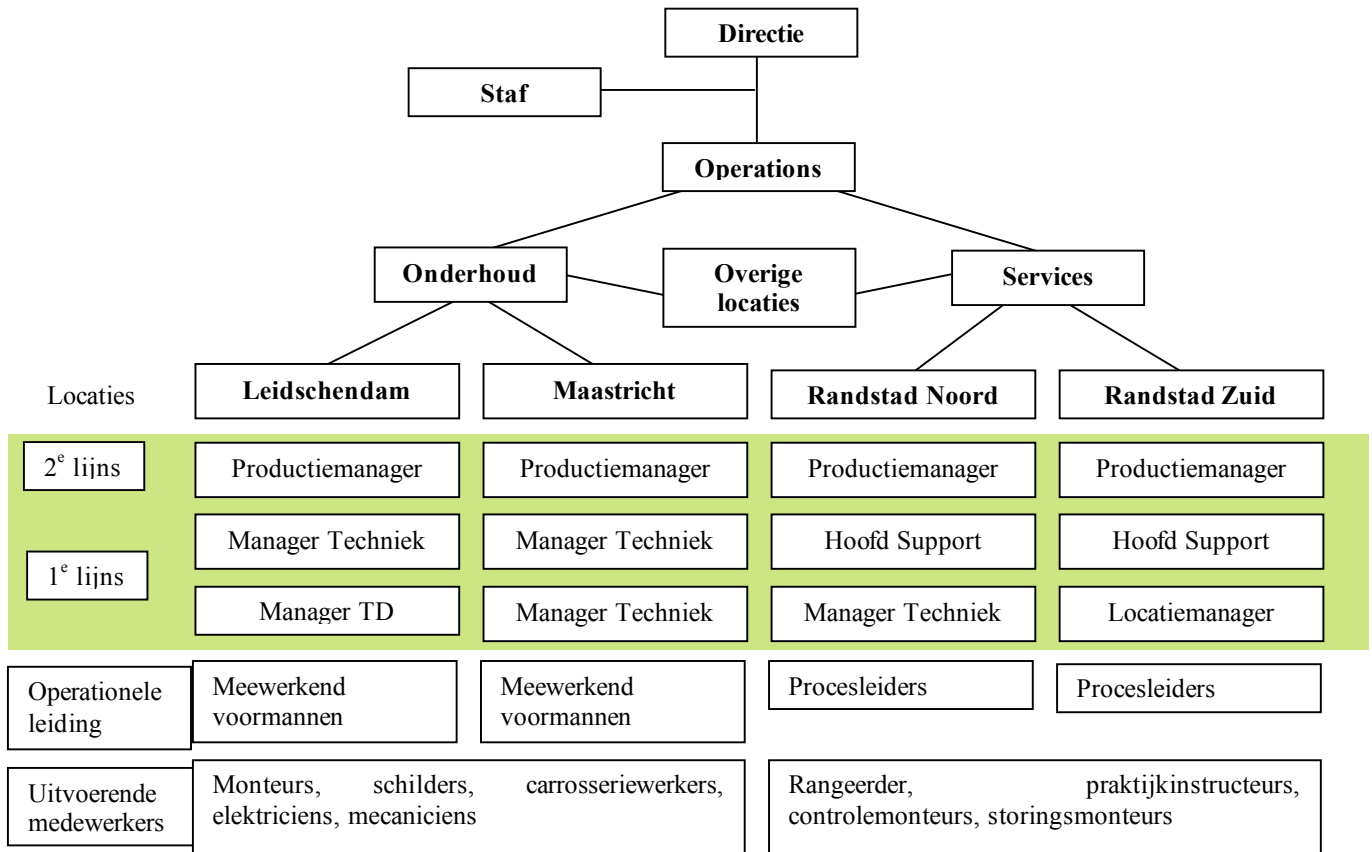 Directie
Staf
Operations
Onderhoud
Overige
locaties
Services
Locaties
Leidschendam
Maastricht
Randstad Noord
Randstad Zuid
2e lijns
Productiemanager
Productiemanager
Productiemanager
Productiemanager
1e lijns
Manager Techniek
Manager Techniek
Hoofd Support
Hoofd Support
Manager TD
Manager Techniek
Manager Techniek
Locatiemanager
Operationele
leiding
Meewerkend
voormannen
Meewerkend
voormannen
Procesleiders
Procesleiders
Uitvoerende
medewerkers
Monteurs, schilders, carrosseriewerkers,
elektriciens, mecaniciens
Rangeerder, praktijkinstructeurs,
controlemonteurs, storingsmonteurs